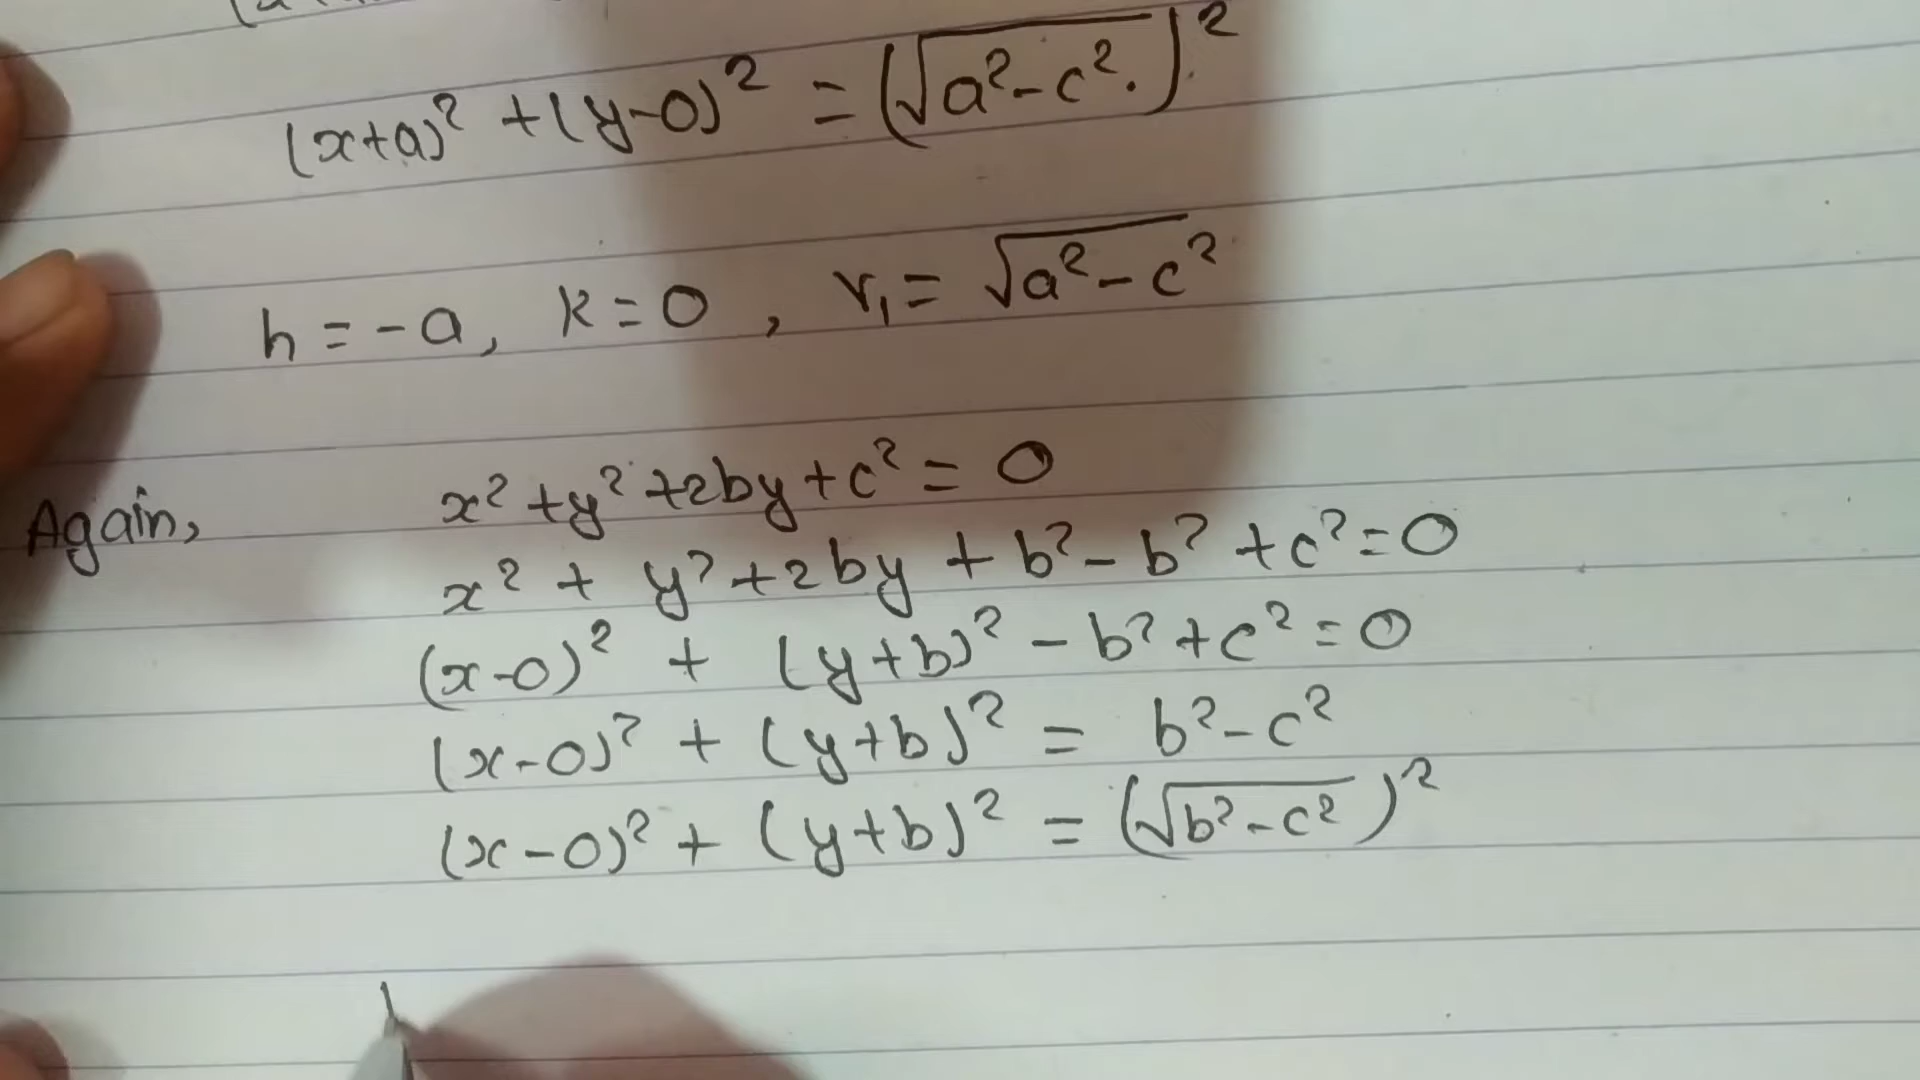 (x+a)² + (y-0)² = (√a²-c².)²
h = -a, k = 0, r₁ = √a²-c²
Again, x² + y² + 2by + c² = 0
x² + y² + 2by + b² - b² + c² = 0
(x-0)² + (y+b)² - b² + c² = 0
(x-0)² + (y+b)² = b² - c²
(x-0)² + (y+b)² = (√b²-c²)²